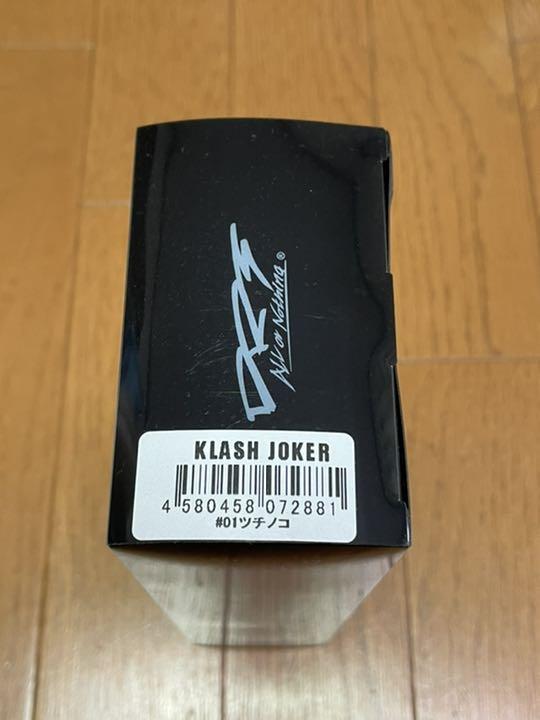 DRT
All or Nothing®
KLASH JOKER
4 580458 072881
#01ツチノコ